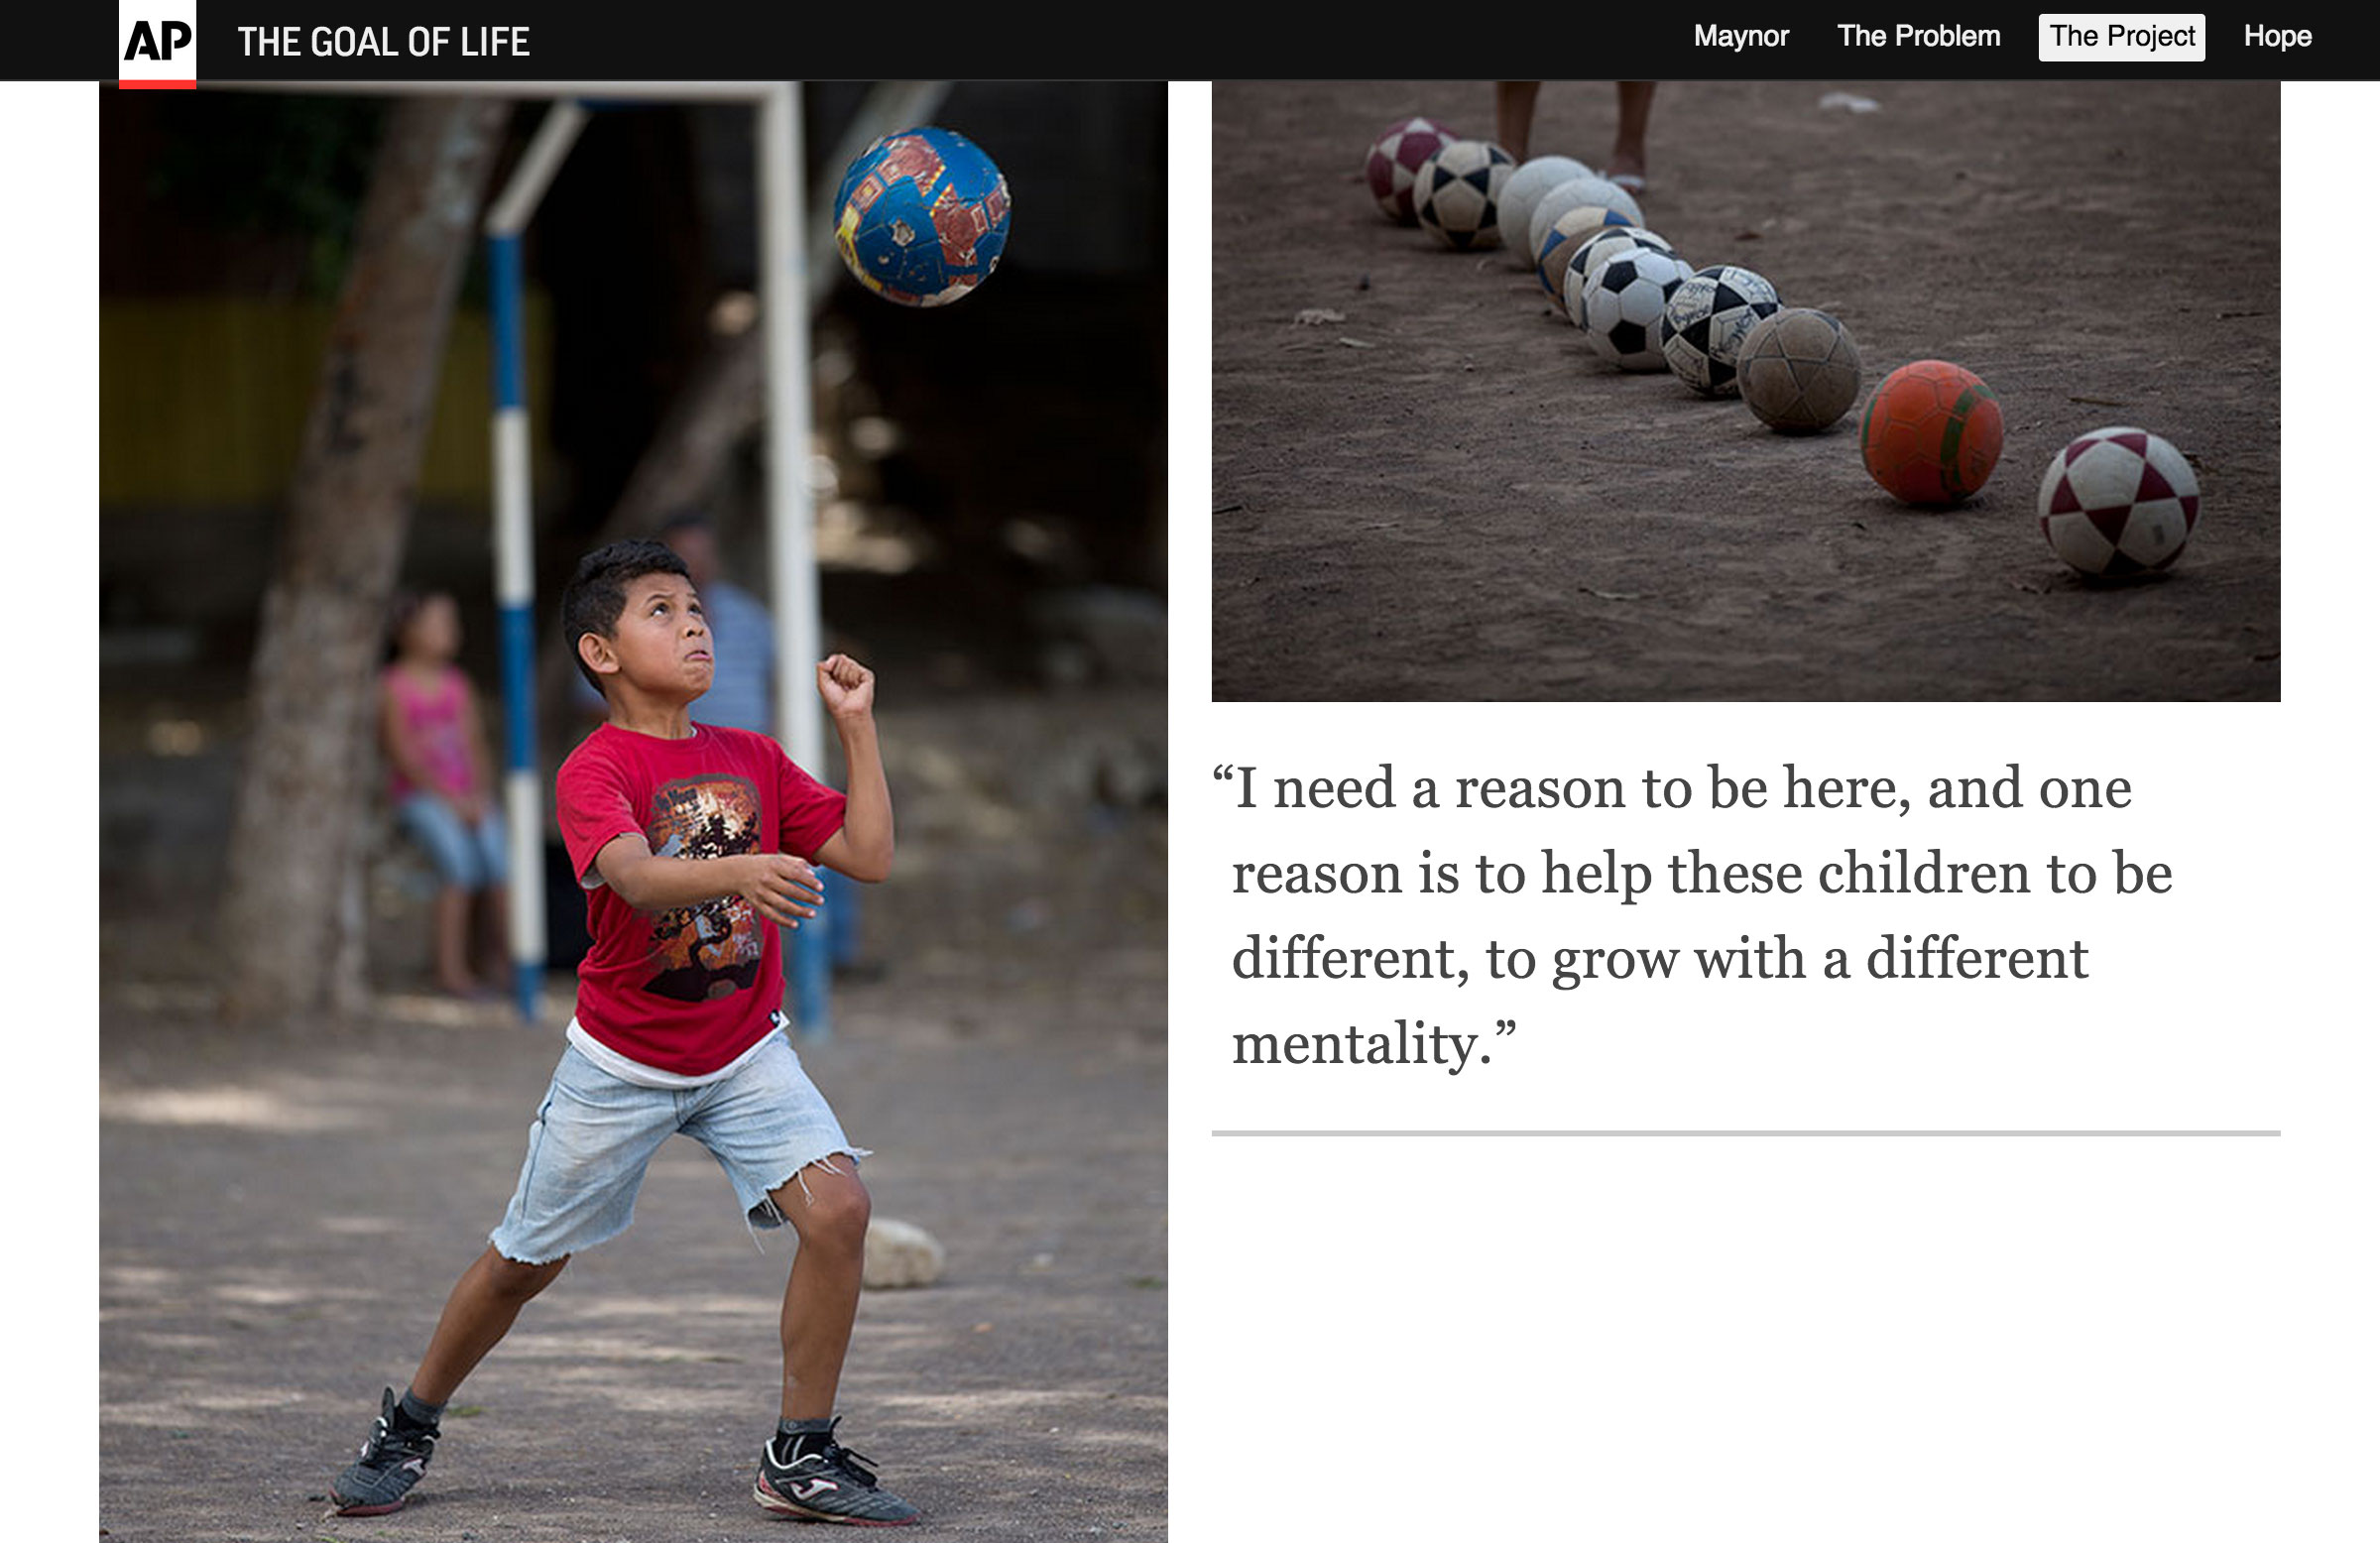 AP
THE GOAL OF LIFE
Maynor
The Problem
The Project
Hope
“I need a reason to be here, and one
reason is to help these children to be
different, to grow with a different
mentality.”